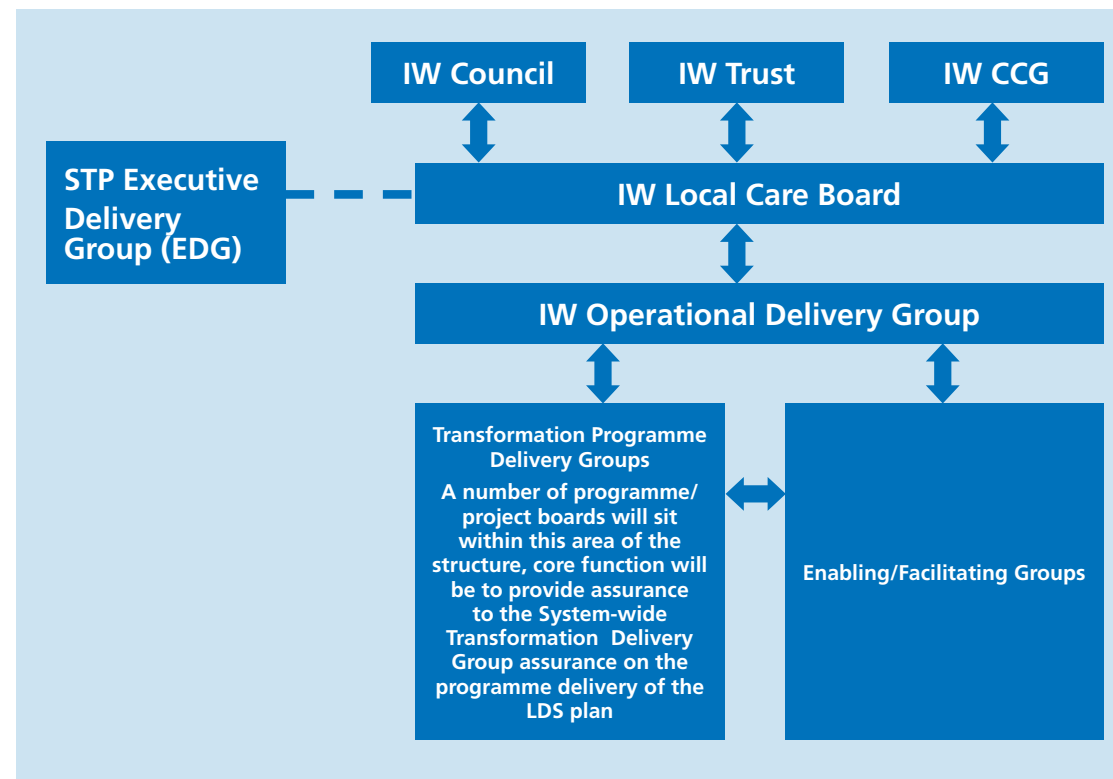 IW Council
IW Trust
IW CCG
STP Executive
Delivery
Group (EDG)
IW Local Care Board
IW Operational Delivery Group
Transformation Programme
Delivery Groups
A number of programme/
project boards will sit
within this area of the
structure, core function will
be to provide assurance
to the System-wide
Transformation Delivery
Group assurance on the
programme delivery of the
LDS plan
Enabling/Facilitating Groups